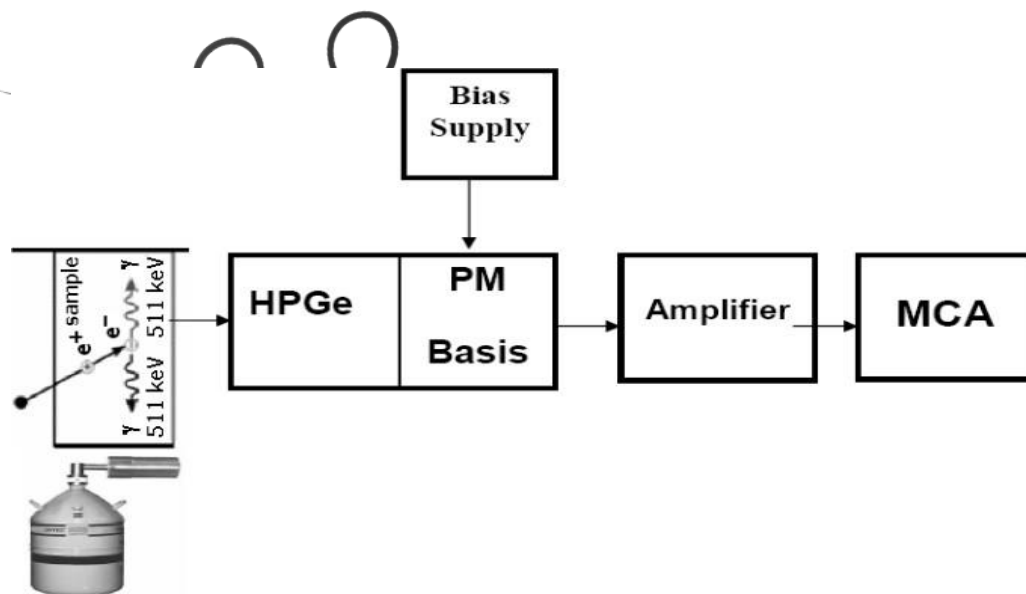 Bias
Supply
e+ sample
e−
γ
511 keV
γ
511 keV
HPGe
PM
Basis
Amplifier
MCA